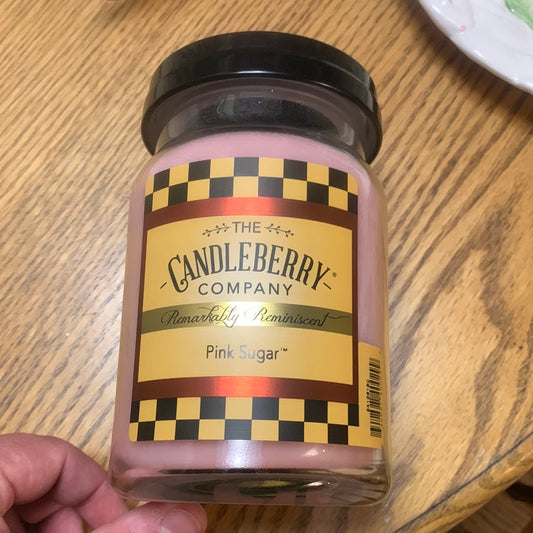 THE
CANDLEBERRY®
COMPANY
Remarkably Reminiscent
Pink Sugar™